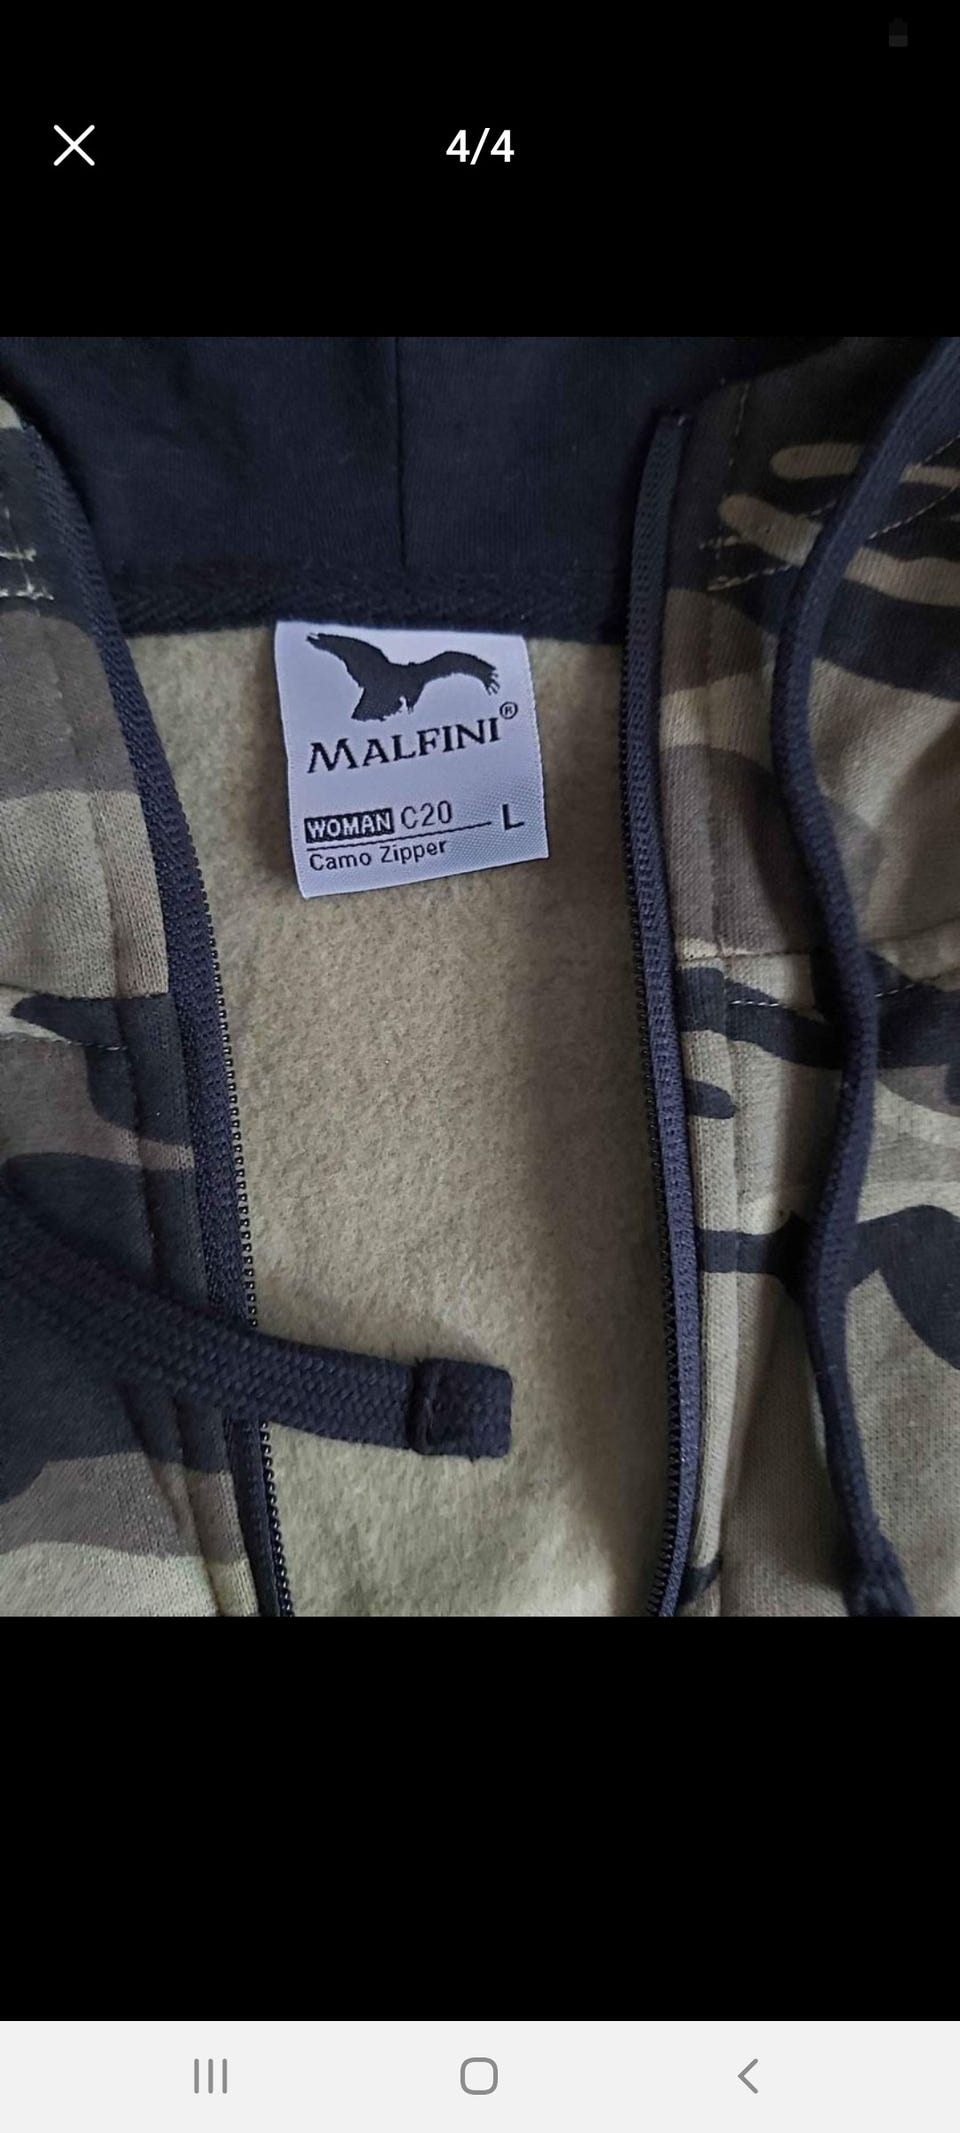 4/4
MALFINI®
WOMAN C20 L
Camo Zipper